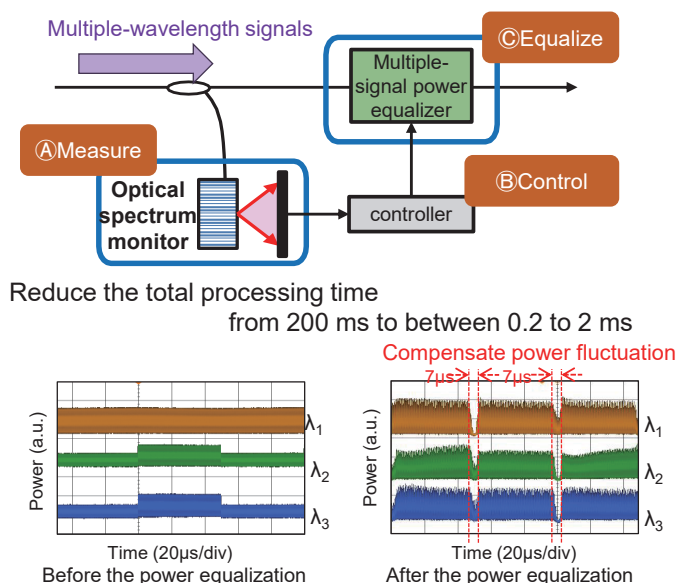 Multiple-wavelength signals
ⒸEqualize
Multiple-
signal power
equalizer
ⒶMeasure
Optical
spectrum
monitor
ⒷControl
controller
Reduce the total processing time
from 200 ms to between 0.2 to 2 ms
Compensate power fluctuation
7µs 7µs
Power (a.u.)
λ1
λ2
λ3
Time (20µs/div)
Before the power equalization
Power (a.u.)
λ1
λ2
λ3
Time (20µs/div)
After the power equalization